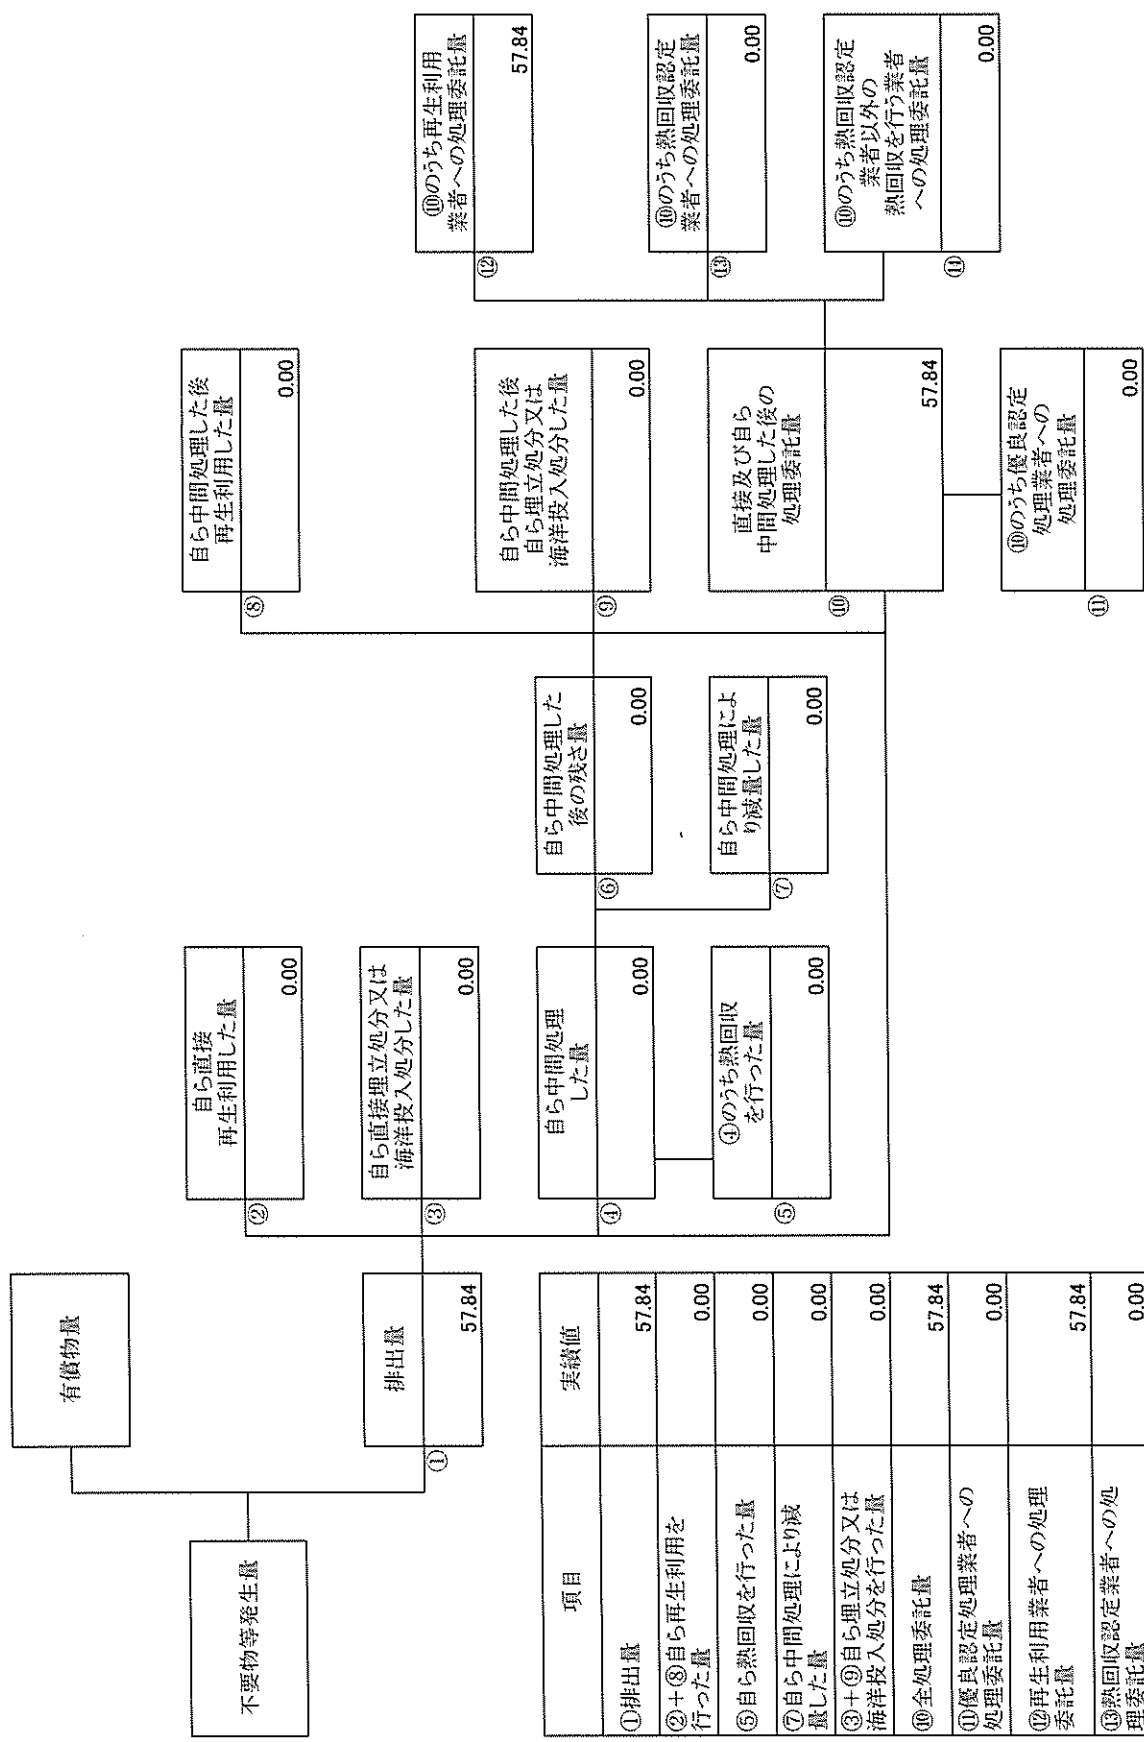 不要物等発生量
有償物量
①
排出量
57.84
②
自ら直接
再生利用した量
0.00
③
自ら直接埋立処分又は
海洋投入処分した量
0.00
④
自ら中間処理
した量
0.00
⑤
④のうち熱回収
を行った量
0.00
⑥
自ら中間処理した
後の残さ量
0.00
⑦
自ら中間処理によ
り減量した量
0.00
⑧
自ら中間処理した後
再生利用した量
0.00
⑨
自ら中間処理した後
自ら埋立処分又は
海洋投入処分した量
0.00
⑩
直接及び自ら
中間処理した後の
処理委託量
57.84
⑪
⑩のうち優良認定
処理業者への
処理委託量
0.00
⑫
⑩のうち再生利用
業者への処理委託量
57.84
⑬
⑩のうち熱回収認定
業者への処理委託量
0.00
⑭
⑩のうち熱回収認定
業者以外の
熱回収を行う業者
への処理委託量
0.00
項目 実績値
①排出量 57.84
②+⑧自ら再生利用を
行った量 0.00
⑤自ら熱回収を行った量 0.00
⑦自ら中間処理により減
量した量 0.00
③+⑨自ら埋立処分又は
海洋投入処分を行った量 0.00
⑩全処理委託量 57.84
⑪優良認定処理業者への
処理委託量 0.00
⑫再生利用業者への処理
委託量 57.84
⑬熱回収認定業者への処
理委託量 0.00